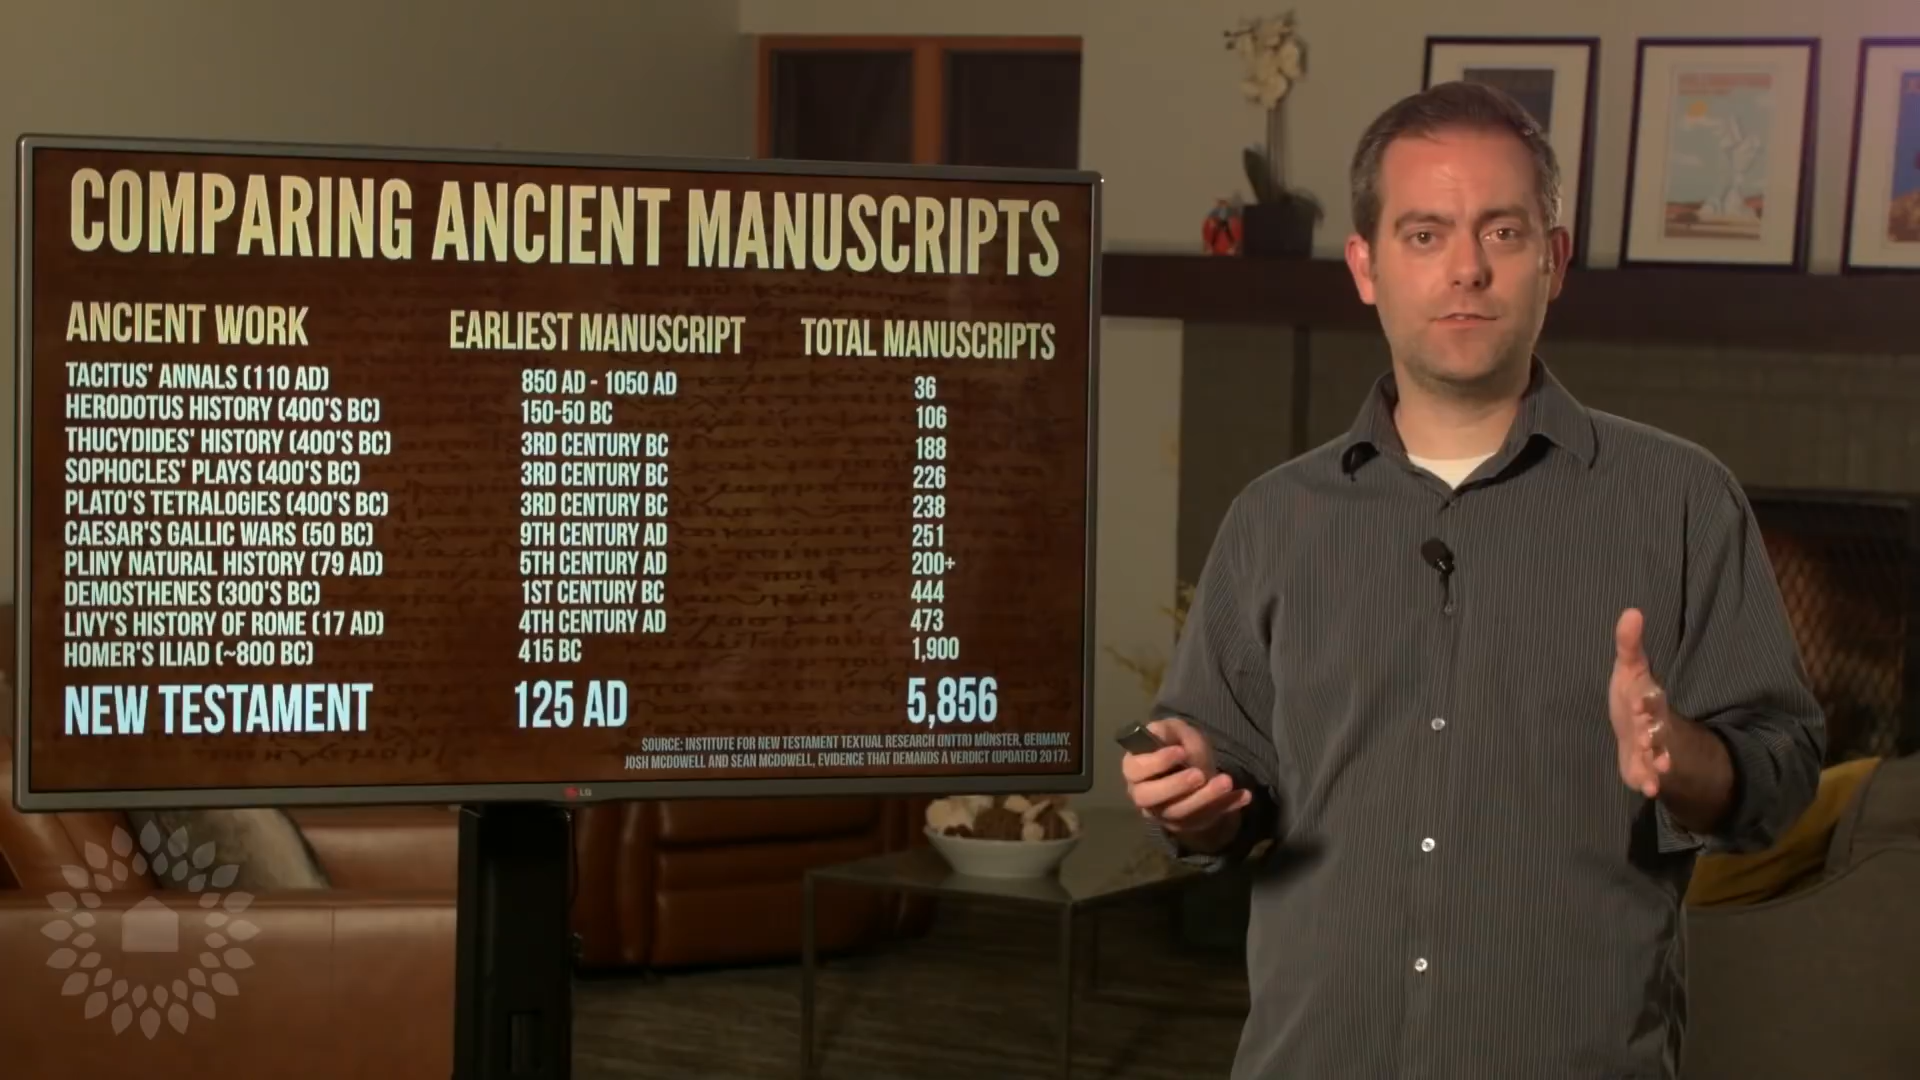 COMPARING ANCIENT MANUSCRIPTS
ANCIENT WORK EARLIEST MANUSCRIPT TOTAL MANUSCRIPTS
TACITUS' ANNALS (110 AD) 850 AD - 1050 AD 36
HERODOTUS HISTORY (400'S BC) 150-50 BC 106
THUCYDIDES' HISTORY (400'S BC) 3RD CENTURY BC 188
SOPHOCLES' PLAYS (400'S BC) 3RD CENTURY BC 226
PLATO'S TETRALOGIES (400'S BC) 3RD CENTURY BC 238
CAESAR'S GALLIC WARS (50 BC) 9TH CENTURY AD 251
PLINY NATURAL HISTORY (79 AD) 5TH CENTURY AD 200+
DEMOSTHENES (300'S BC) 1ST CENTURY BC 444
LIVY'S HISTORY OF ROME (17 AD) 4TH CENTURY AD 473
HOMER'S ILIAD (~800 BC) 415 BC 1,900
NEW TESTAMENT 125 AD 5,856
SOURCE: INSTITUTE FOR NEW TESTAMENT TEXTUAL RESEARCH (INTTR) MÜNSTER, GERMANY.
JOSH MCDOWELL AND SEAN MCDOWELL, EVIDENCE THAT DEMANDS A VERDICT (UPDATED 2017).
LG